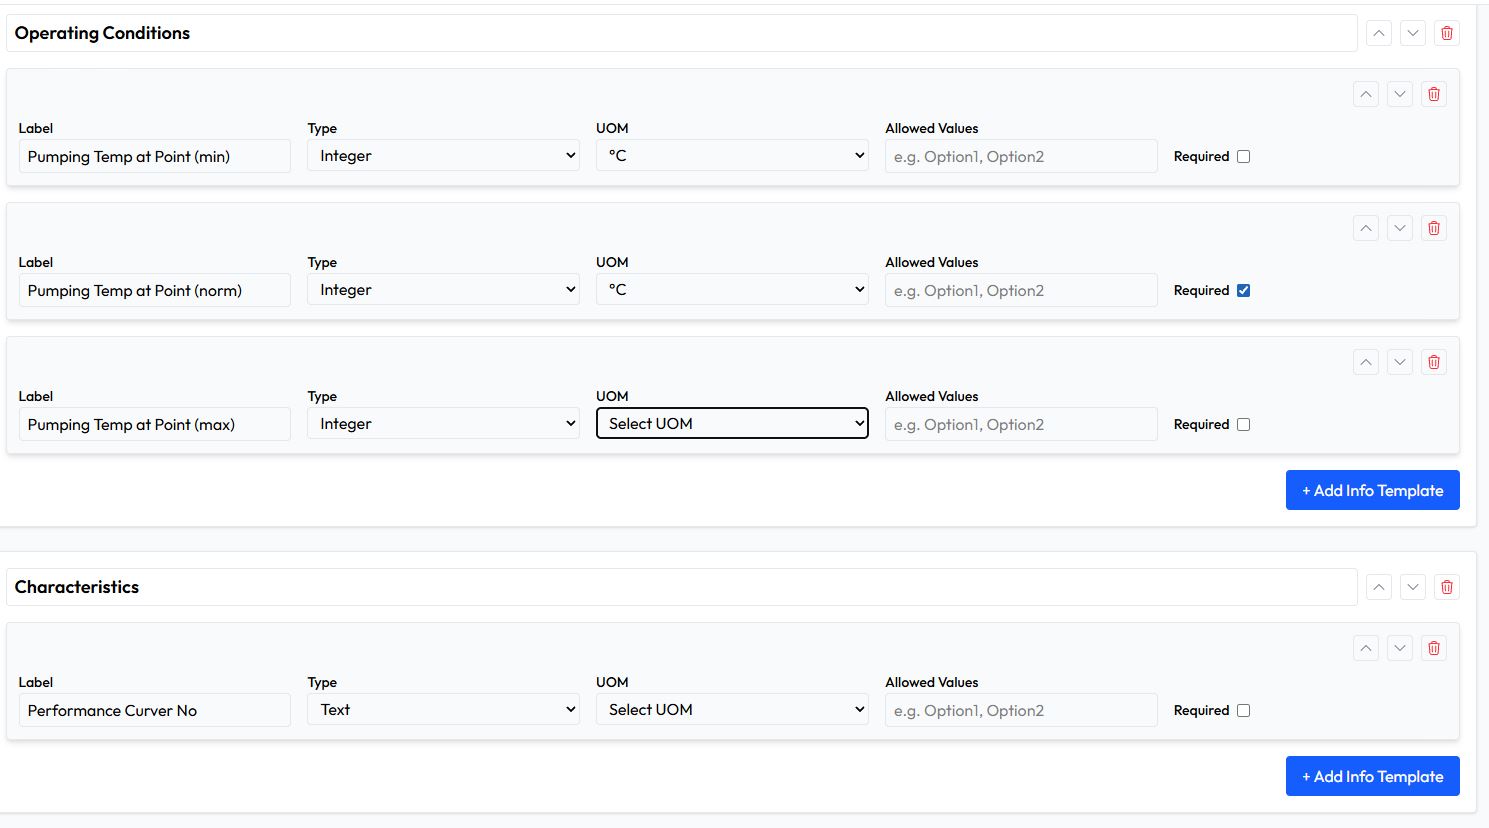 Operating Conditions
Label Type UOM Allowed Values
Pumping Temp at Point (min) Integer °C e.g. Option1, Option2 Required
Label Type UOM Allowed Values
Pumping Temp at Point (norm) Integer °C e.g. Option1, Option2 Required
Label Type UOM Allowed Values
Pumping Temp at Point (max) Integer Select UOM e.g. Option1, Option2 Required
+ Add Info Template
Characteristics
Label Type UOM Allowed Values
Performance Curver No Text Select UOM e.g. Option1, Option2 Required
+ Add Info Template